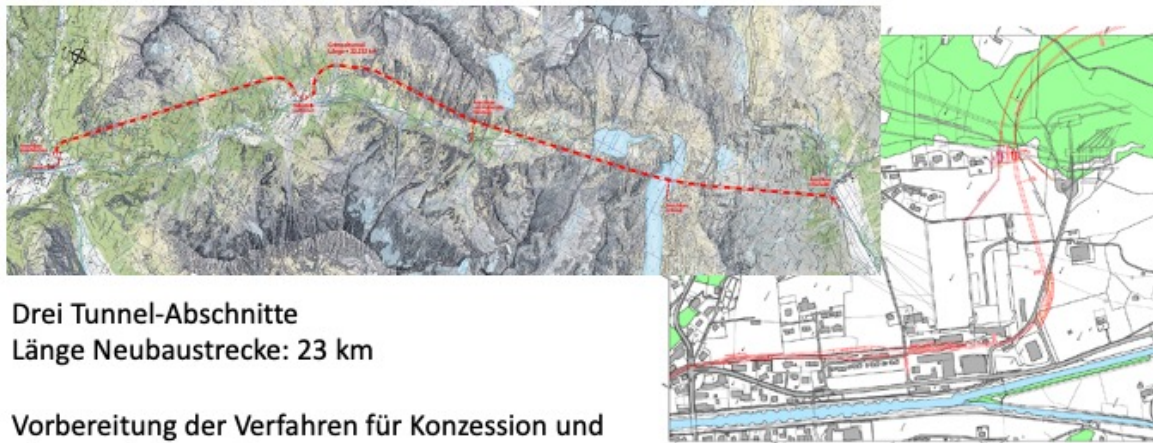 Drei Tunnel-Abschnitte
Länge Neubaustrecke: 23 km
Vorbereitung der Verfahren für Konzession und